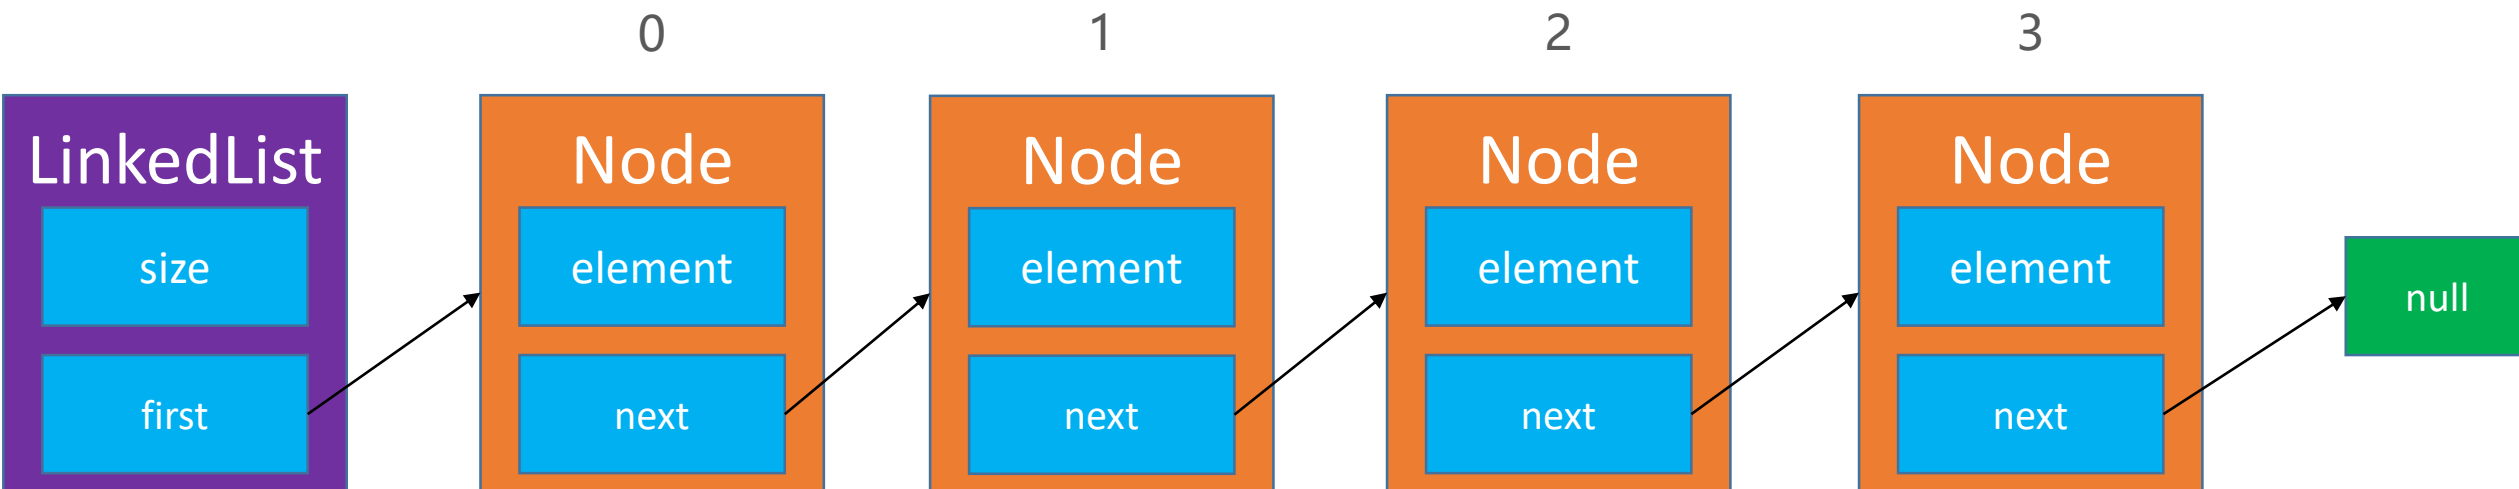 0 1 2 3
LinkedList Node Node Node Node
size element element element element
null
first next next next next